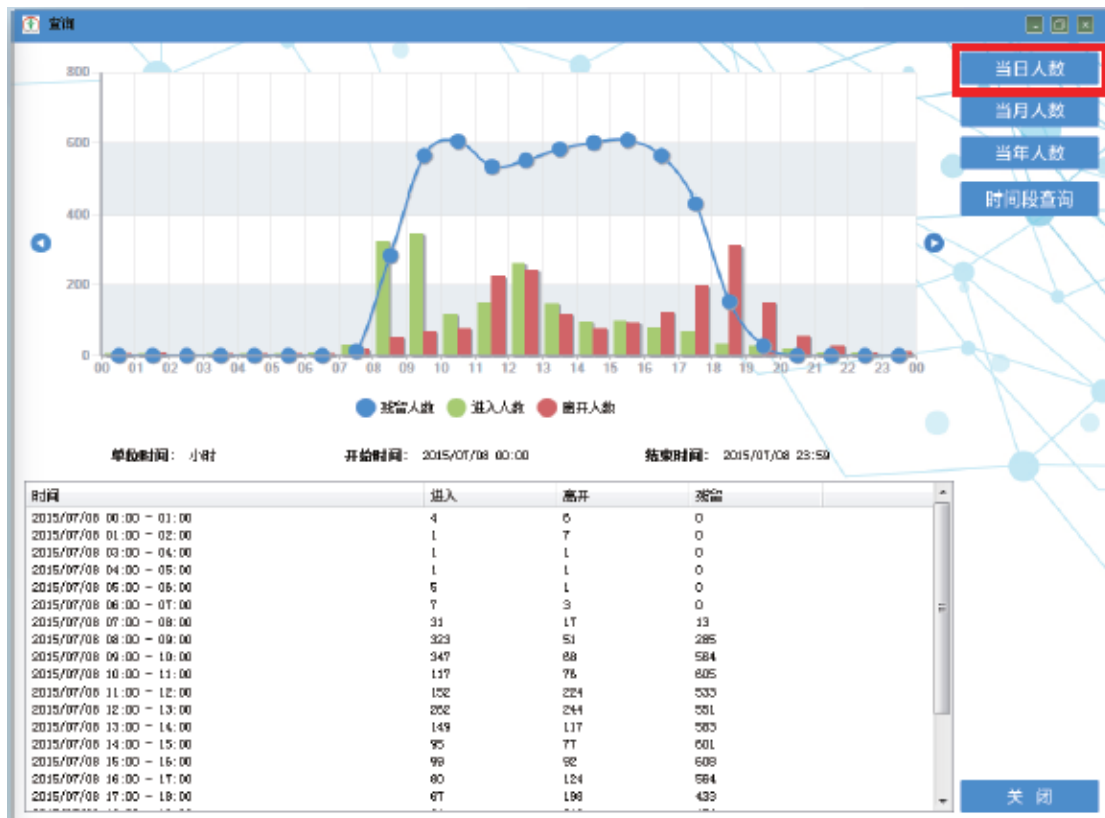 查询
当日人数
当月人数
当年人数
时间段查询
800
600
400
200
0
00 01 02 03 04 05 06 07 08 09 10 11 12 13 14 15 16 17 18 19 20 21 22 23 00
残留人数 进入人数 离开人数
单位时间： 小时 开始时间： 2015/07/08 00:00 结束时间： 2015/07/08 23:59
时间 进入 离开 残留
2015/07/08 00:00 - 01:00 4 6 0
2015/07/08 01:00 - 02:00 1 7 0
2015/07/08 03:00 - 04:00 1 1 0
2015/07/08 04:00 - 05:00 1 1 0
2015/07/08 05:00 - 06:00 5 1 0
2015/07/08 06:00 - 07:00 7 3 0
2015/07/08 07:00 - 08:00 31 17 13
2015/07/08 08:00 - 09:00 323 51 285
2015/07/08 09:00 - 10:00 347 68 564
2015/07/08 10:00 - 11:00 117 76 605
2015/07/08 11:00 - 12:00 152 224 533
2015/07/08 12:00 - 13:00 262 244 551
2015/07/08 13:00 - 14:00 149 117 583
2015/07/08 14:00 - 15:00 95 77 601
2015/07/08 15:00 - 16:00 99 92 608
2015/07/08 16:00 - 17:00 80 124 564
2015/07/08 17:00 - 18:00 67 198 433
关闭